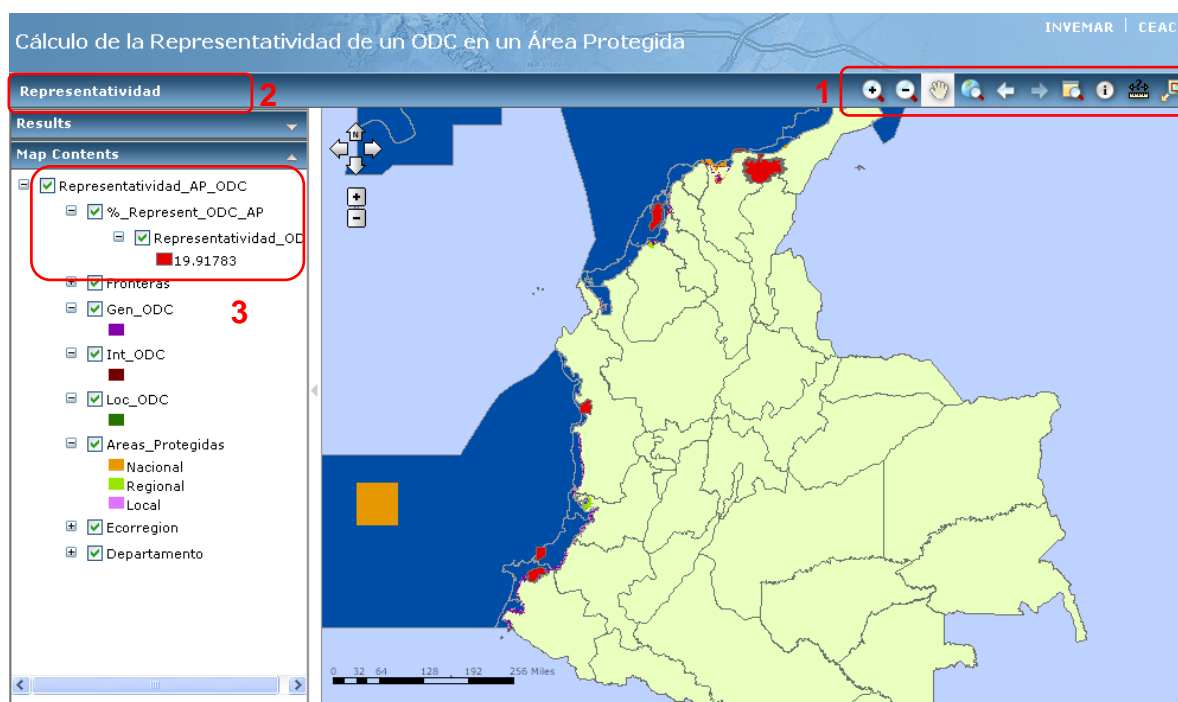 INVEMAR | CEAC
Cálculo de la Representatividad de un ODC en un Área Protegida
Representatividad
2
1
Results
Map Contents
Representatividad_AP_ODC
%_Represent_ODC_AP
Representatividad_OD
19.91783
Fronteras
Gen_ODC
3
Int_ODC
Loc_ODC
Areas_Protegidas
Nacional
Regional
Local
Ecorregion
Departamento
N
0 32 64 128 192 256 Miles